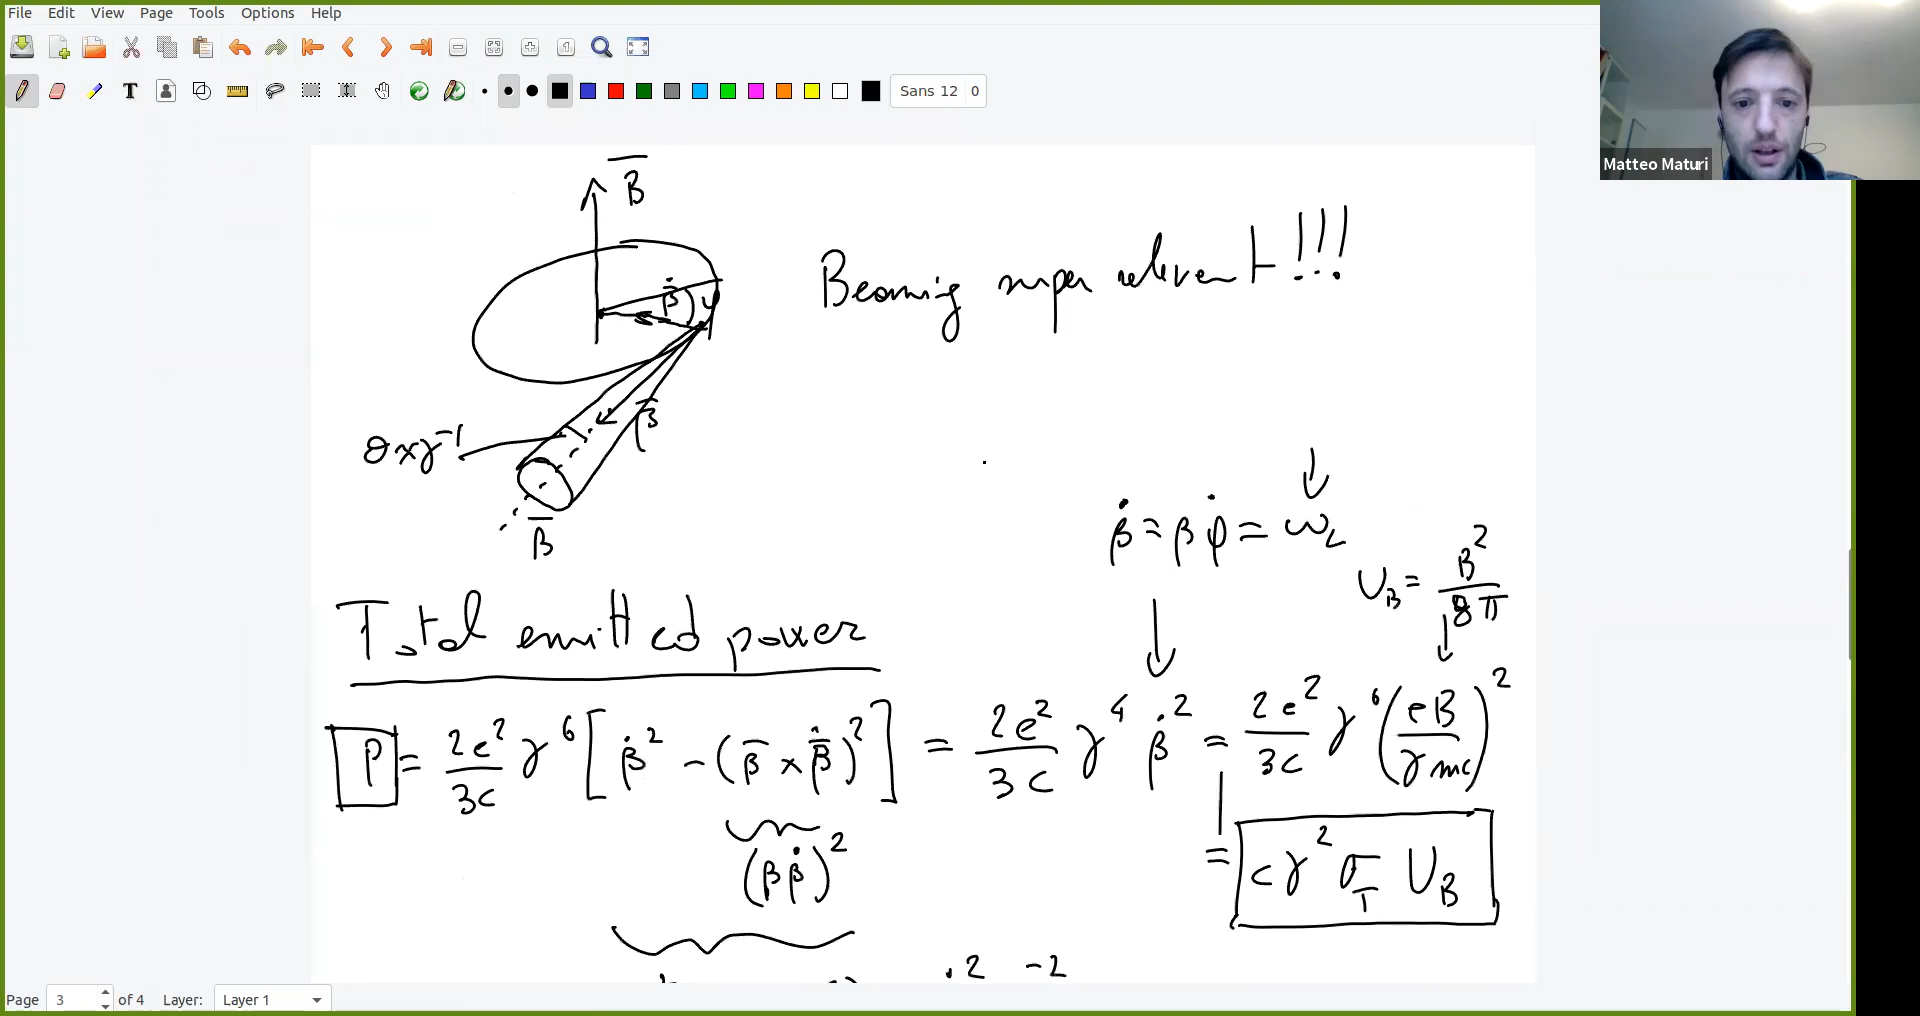 File Edit View Page Tools Options Help
Sans 12 0
Matteo Maturi
B̅
Beaming super relevant !!!
β̇ φ
θ ∝ γ⁻¹
β̅
β̅
β̇ = β φ̇ = ω_L
U_B = B² / 8π
Total emitted power
P = 2e²/3c γ⁶ [ β̇² − (β̅ × β̅̇)² ] = 2e²/3c γ⁴ β̇² = 2e²/3c γ⁶ (eB/γmc)²
(ββ̇)²
= cγ² σ_T U_B
Page 3 of 4 Layer: Layer 1